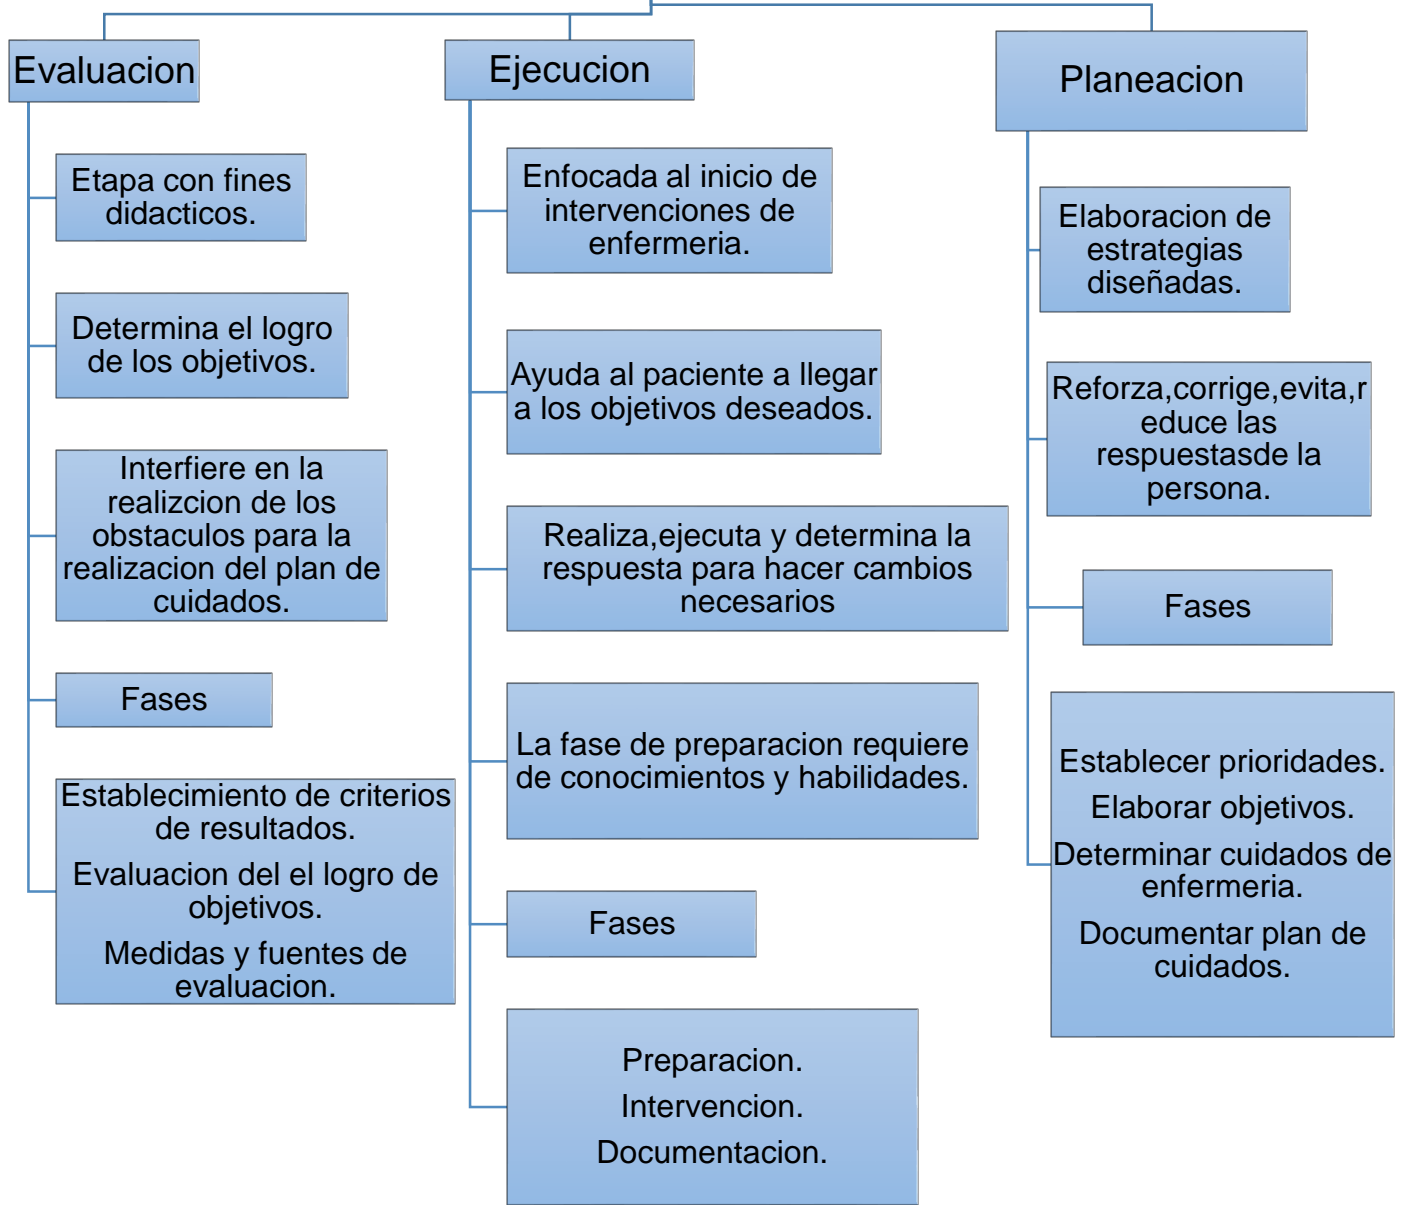 Evaluacion
Etapa con fines
didacticos.
Determina el logro
de los objetivos.
Interfiere en la
realizcion de los
obstaculos para la
realizacion del plan de
cuidados.
Fases
Establecimiento de criterios
de resultados.
Evaluacion del el logro de
objetivos.
Medidas y fuentes de
evaluacion.
Ejecucion
Enfocada al inicio de
intervenciones de
enfermeria.
Ayuda al paciente a llegar
a los objetivos deseados.
Realiza,ejecuta y determina la
respuesta para hacer cambios
necesarios
La fase de preparacion requiere
de conocimientos y habilidades.
Fases
Preparacion.
Intervencion.
Documentacion.
Planeacion
Elaboracion de
estrategias
diseñadas.
Reforza,corrige,evita,r
educe las
respuestasde la
persona.
Fases
Establecer prioridades.
Elaborar objetivos.
Determinar cuidados de
enfermeria.
Documentar plan de
cuidados.